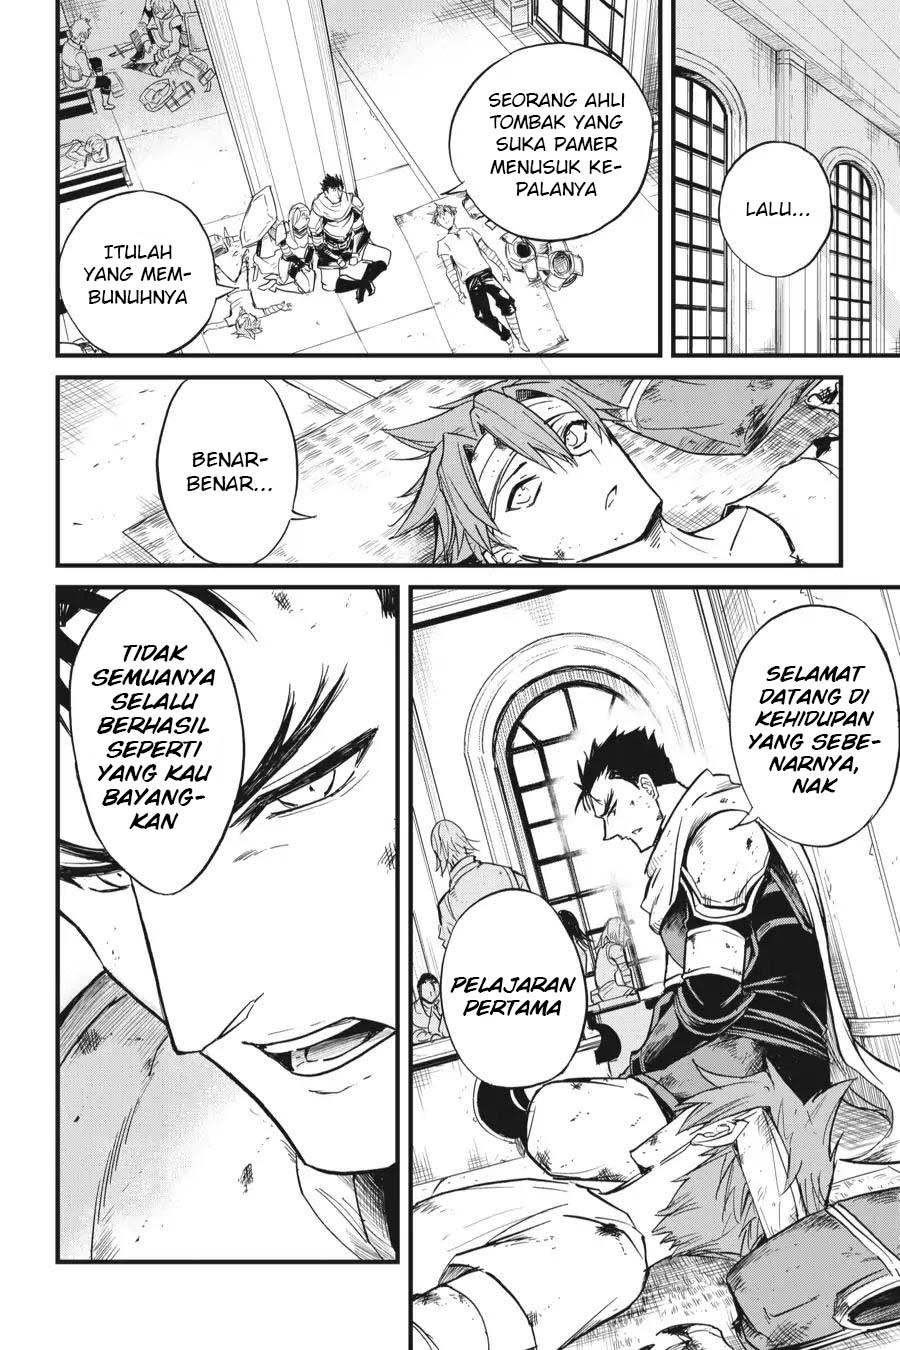 LALU...
SEORANG AHLI
TOMBAK YANG
SUKA PAMER
MENUSUK KE-
PALANYA
ITULAH
YANG MEM-
BUNUHNYA
BENAR-
BENAR...
SELAMAT
DATANG DI
KEHIDUPAN
YANG SEBE-
NARNYA,
NAK
PELAJARAN
PERTAMA
TIDAK
SEMUANYA
SELALU
BERHASIL
SEPERTI
YANG KAU
BAYANG-
KAN